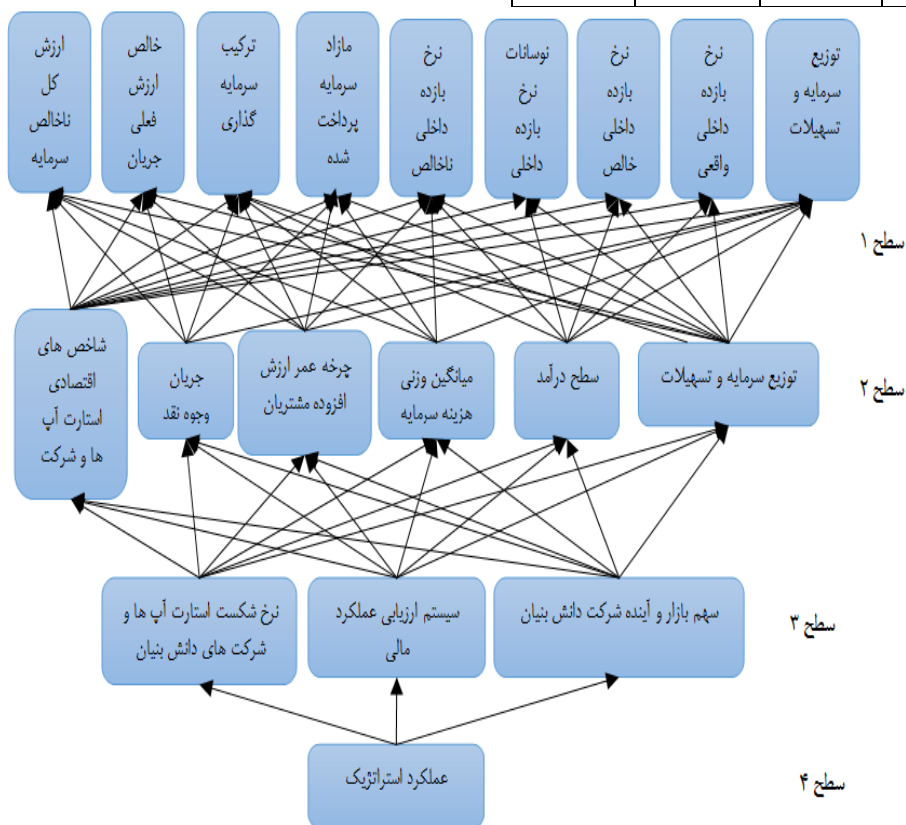 توزیع
سرمایه و
تسهیلات
نرخ
بازده
داخلی
واقعی
نرخ
بازده
داخلی
خالص
نوسانات
نرخ
بازده
داخلی
نرخ
بازده
داخلی
ناخالص
مازاد
سرمایه
پرداخت
شده
ترکیب
سرمایه
گذاری
خالص
ارزش
فعلی
جریان
ارزش
کل
ناخالص
سرمایه
سطح ۱
سطح ۲
توزیع سرمایه و تسهیلات
سطح درآمد
میانگین وزنی
هزینه سرمایه
چرخه عمر ارزش
افزوده مشتریان
جریان
وجوه نقد
شاخص های
اقتصادی
استارت آپ
ها و شرکت
سطح ۳
سهم بازار و آینده شرکت دانش بنیان
سیستم ارزیابی عملکرد
مالی
نرخ شکست استارت آپ ها و
شرکت های دانش بنیان
سطح ۴
عملکرد استراتژیک